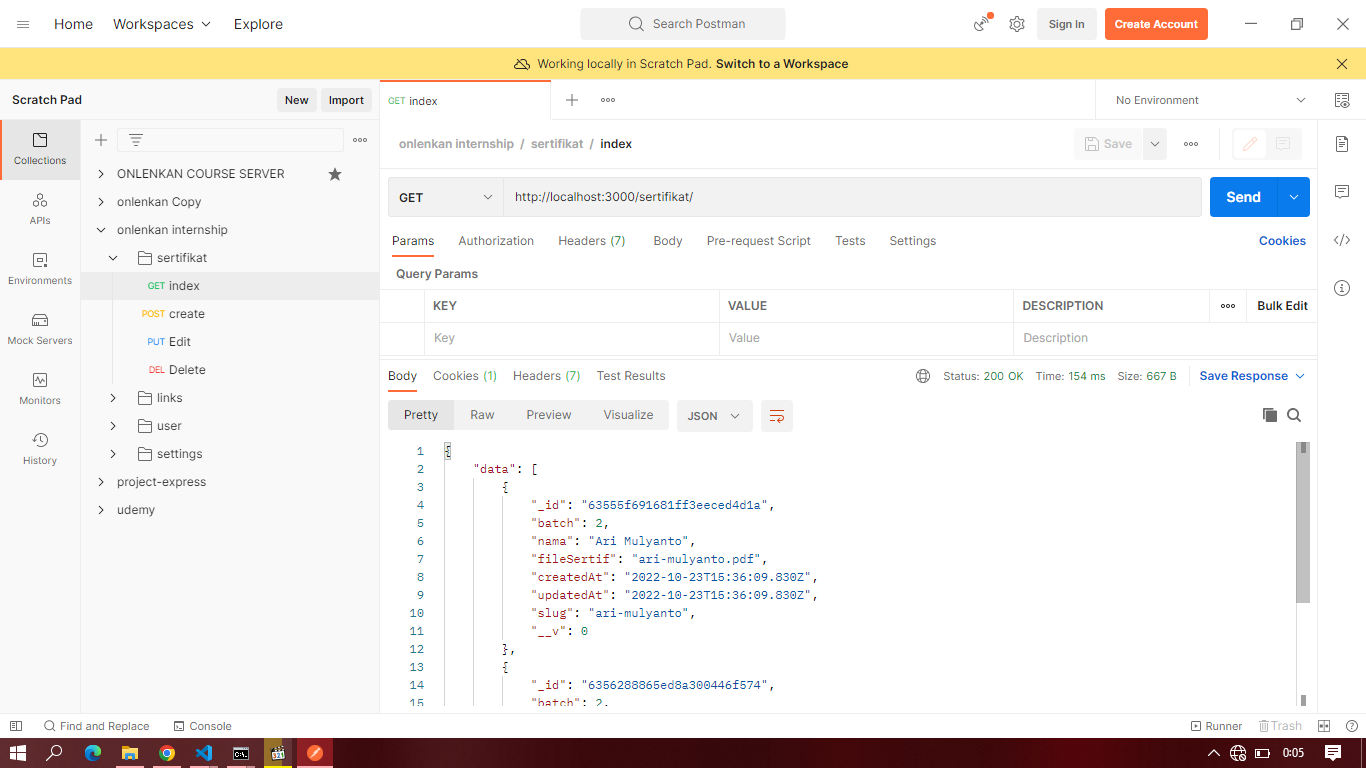 Home Workspaces Explore Search Postman Sign In Create Account
Working locally in Scratch Pad. Switch to a Workspace
Scratch Pad New Import GET index No Environment
Collections
APIs
Environments
Mock Servers
Monitors
History
ONLENKAN COURSE SERVER
onlenkan Copy
onlenkan internship
sertifikat
GET index
POST create
PUT Edit
DEL Delete
links
user
settings
project-express
udemy
onlenkan internship / sertifikat / index Save
GET http://localhost:3000/sertifikat/ Send
Params Authorization Headers (7) Body Pre-request Script Tests Settings Cookies
Query Params
KEY VALUE DESCRIPTION Bulk Edit
Key Value Description
Body Cookies (1) Headers (7) Test Results Status: 200 OK Time: 154 ms Size: 667 B Save Response
Pretty Raw Preview Visualize JSON
1 {
2 "data": [
3 {
4 "_id": "63555f691681ff3eeced4d1a",
5 "batch": 2,
6 "nama": "Ari Mulyanto",
7 "fileSertif": "ari-mulyanto.pdf",
8 "createdAt": "2022-10-23T15:36:09.830Z",
9 "updatedAt": "2022-10-23T15:36:09.830Z",
10 "slug": "ari-mulyanto",
11 "__v": 0
12 },
13 {
14 "_id": "6356288865ed8a300446f574",
15 "batch": 2,
Find and Replace Console Runner Trash
321 0:05